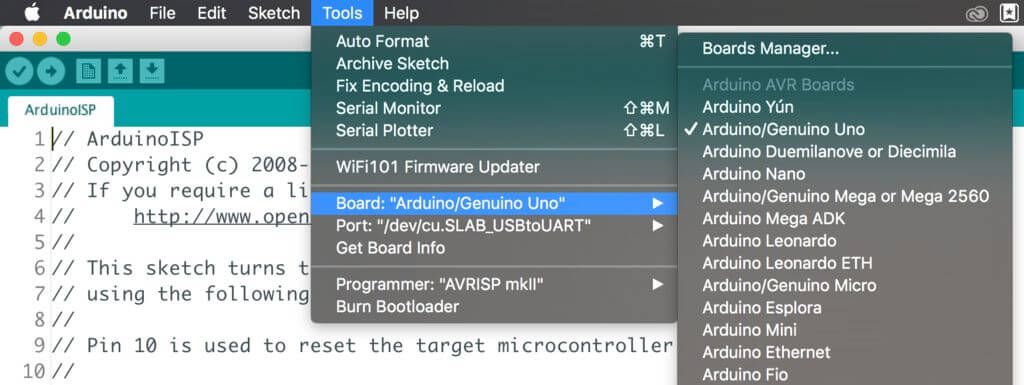 Arduino File Edit Sketch Tools Help
Auto Format ⌘T
Archive Sketch
Fix Encoding & Reload
Serial Monitor ⇧⌘M
Serial Plotter ⇧⌘L
WiFi101 Firmware Updater
Board: "Arduino/Genuino Uno" ▶
Port: "/dev/cu.SLAB_USBtoUART" ▶
Get Board Info
Programmer: "AVRISP mkII" ▶
Burn Bootloader
Boards Manager...
Arduino AVR Boards
Arduino Yún
✓ Arduino/Genuino Uno
Arduino Duemilanove or Diecimila
Arduino Nano
Arduino/Genuino Mega or Mega 2560
Arduino Mega ADK
Arduino Leonardo
Arduino Leonardo ETH
Arduino/Genuino Micro
Arduino Esplora
Arduino Mini
Arduino Ethernet
Arduino Fio
ArduinoISP
1 // ArduinoISP
2 // Copyright (c) 2008-
3 // If you require a li
4 // http://www.open
5 //
6 // This sketch turns t
7 // using the following
8 //
9 // Pin 10 is used to reset the target microcontroller
10 //